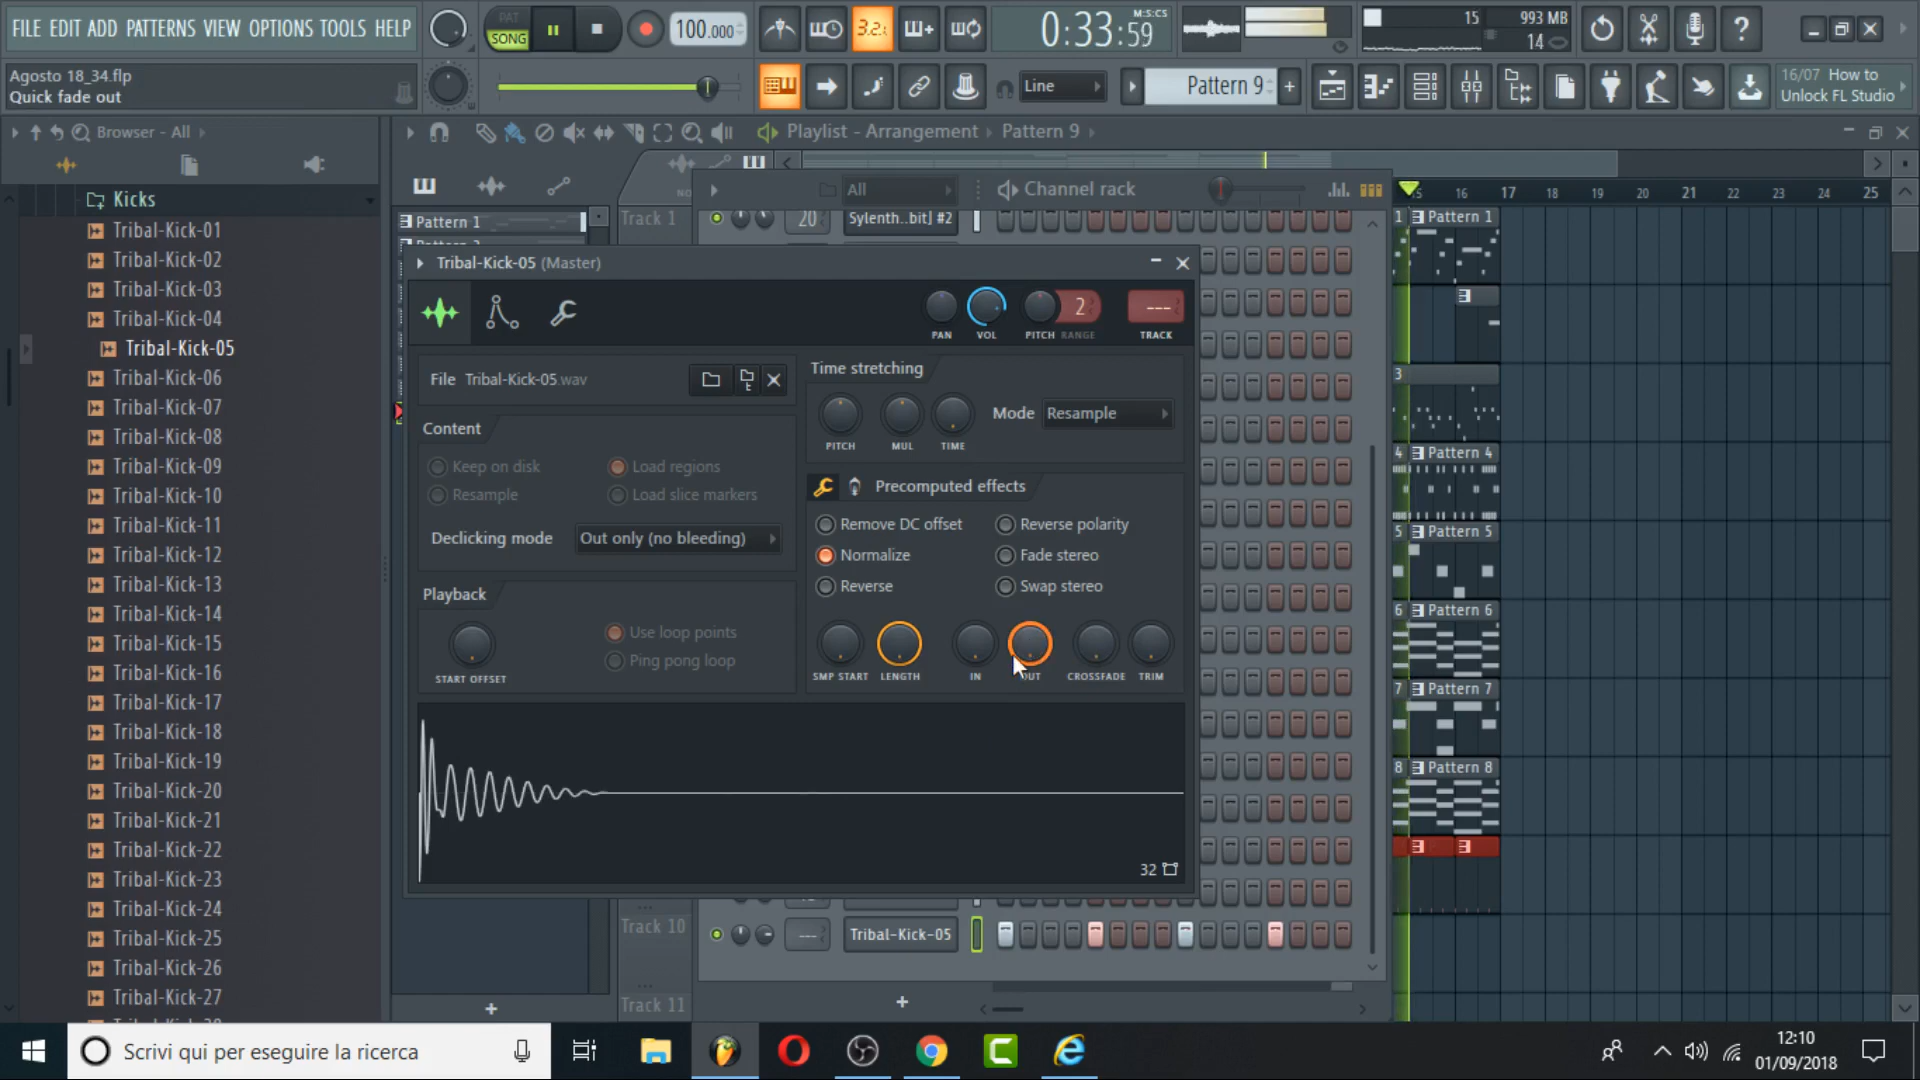 FILE EDIT ADD PATTERNS VIEW OPTIONS TOOLS HELP
PAT
SONG
100.000
3.2.
0:33:59
M:S:CS
15
993 MB
14
Agosto 18_34.flp
Quick fade out
Line
Pattern 9
16/07 How to
Unlock FL Studio
Browser - All
Playlist - Arrangement
Pattern 9
Kicks
Tribal-Kick-01
Tribal-Kick-02
Tribal-Kick-03
Tribal-Kick-04
Tribal-Kick-05
Tribal-Kick-06
Tribal-Kick-07
Tribal-Kick-08
Tribal-Kick-09
Tribal-Kick-10
Tribal-Kick-11
Tribal-Kick-12
Tribal-Kick-13
Tribal-Kick-14
Tribal-Kick-15
Tribal-Kick-16
Tribal-Kick-17
Tribal-Kick-18
Tribal-Kick-19
Tribal-Kick-20
Tribal-Kick-21
Tribal-Kick-22
Tribal-Kick-23
Tribal-Kick-24
Tribal-Kick-25
Tribal-Kick-26
Tribal-Kick-27
Pattern 1
Track 1
All
Channel rack
20
Sylenth..bit] #2
Tribal-Kick-05 (Master)
PAN
VOL
PITCH
RANGE
2
---
TRACK
File Tribal-Kick-05.wav
Content
Keep on disk
Load regions
Resample
Load slice markers
Declicking mode
Out only (no bleeding)
Playback
Use loop points
Ping pong loop
START OFFSET
Time stretching
PITCH
MUL
TIME
Mode
Resample
Precomputed effects
Remove DC offset
Reverse polarity
Normalize
Fade stereo
Reverse
Swap stereo
SMP START
LENGTH
IN
CROSSFADE
TRIM
32
Track 10
---
Tribal-Kick-05
Track 11
16 17 18 19 20 21 22 23 24 25
1 Pattern 1
3
4 Pattern 4
5 Pattern 5
6 Pattern 6
7 Pattern 7
8 Pattern 8
Scrivi qui per eseguire la ricerca
12:10
01/09/2018